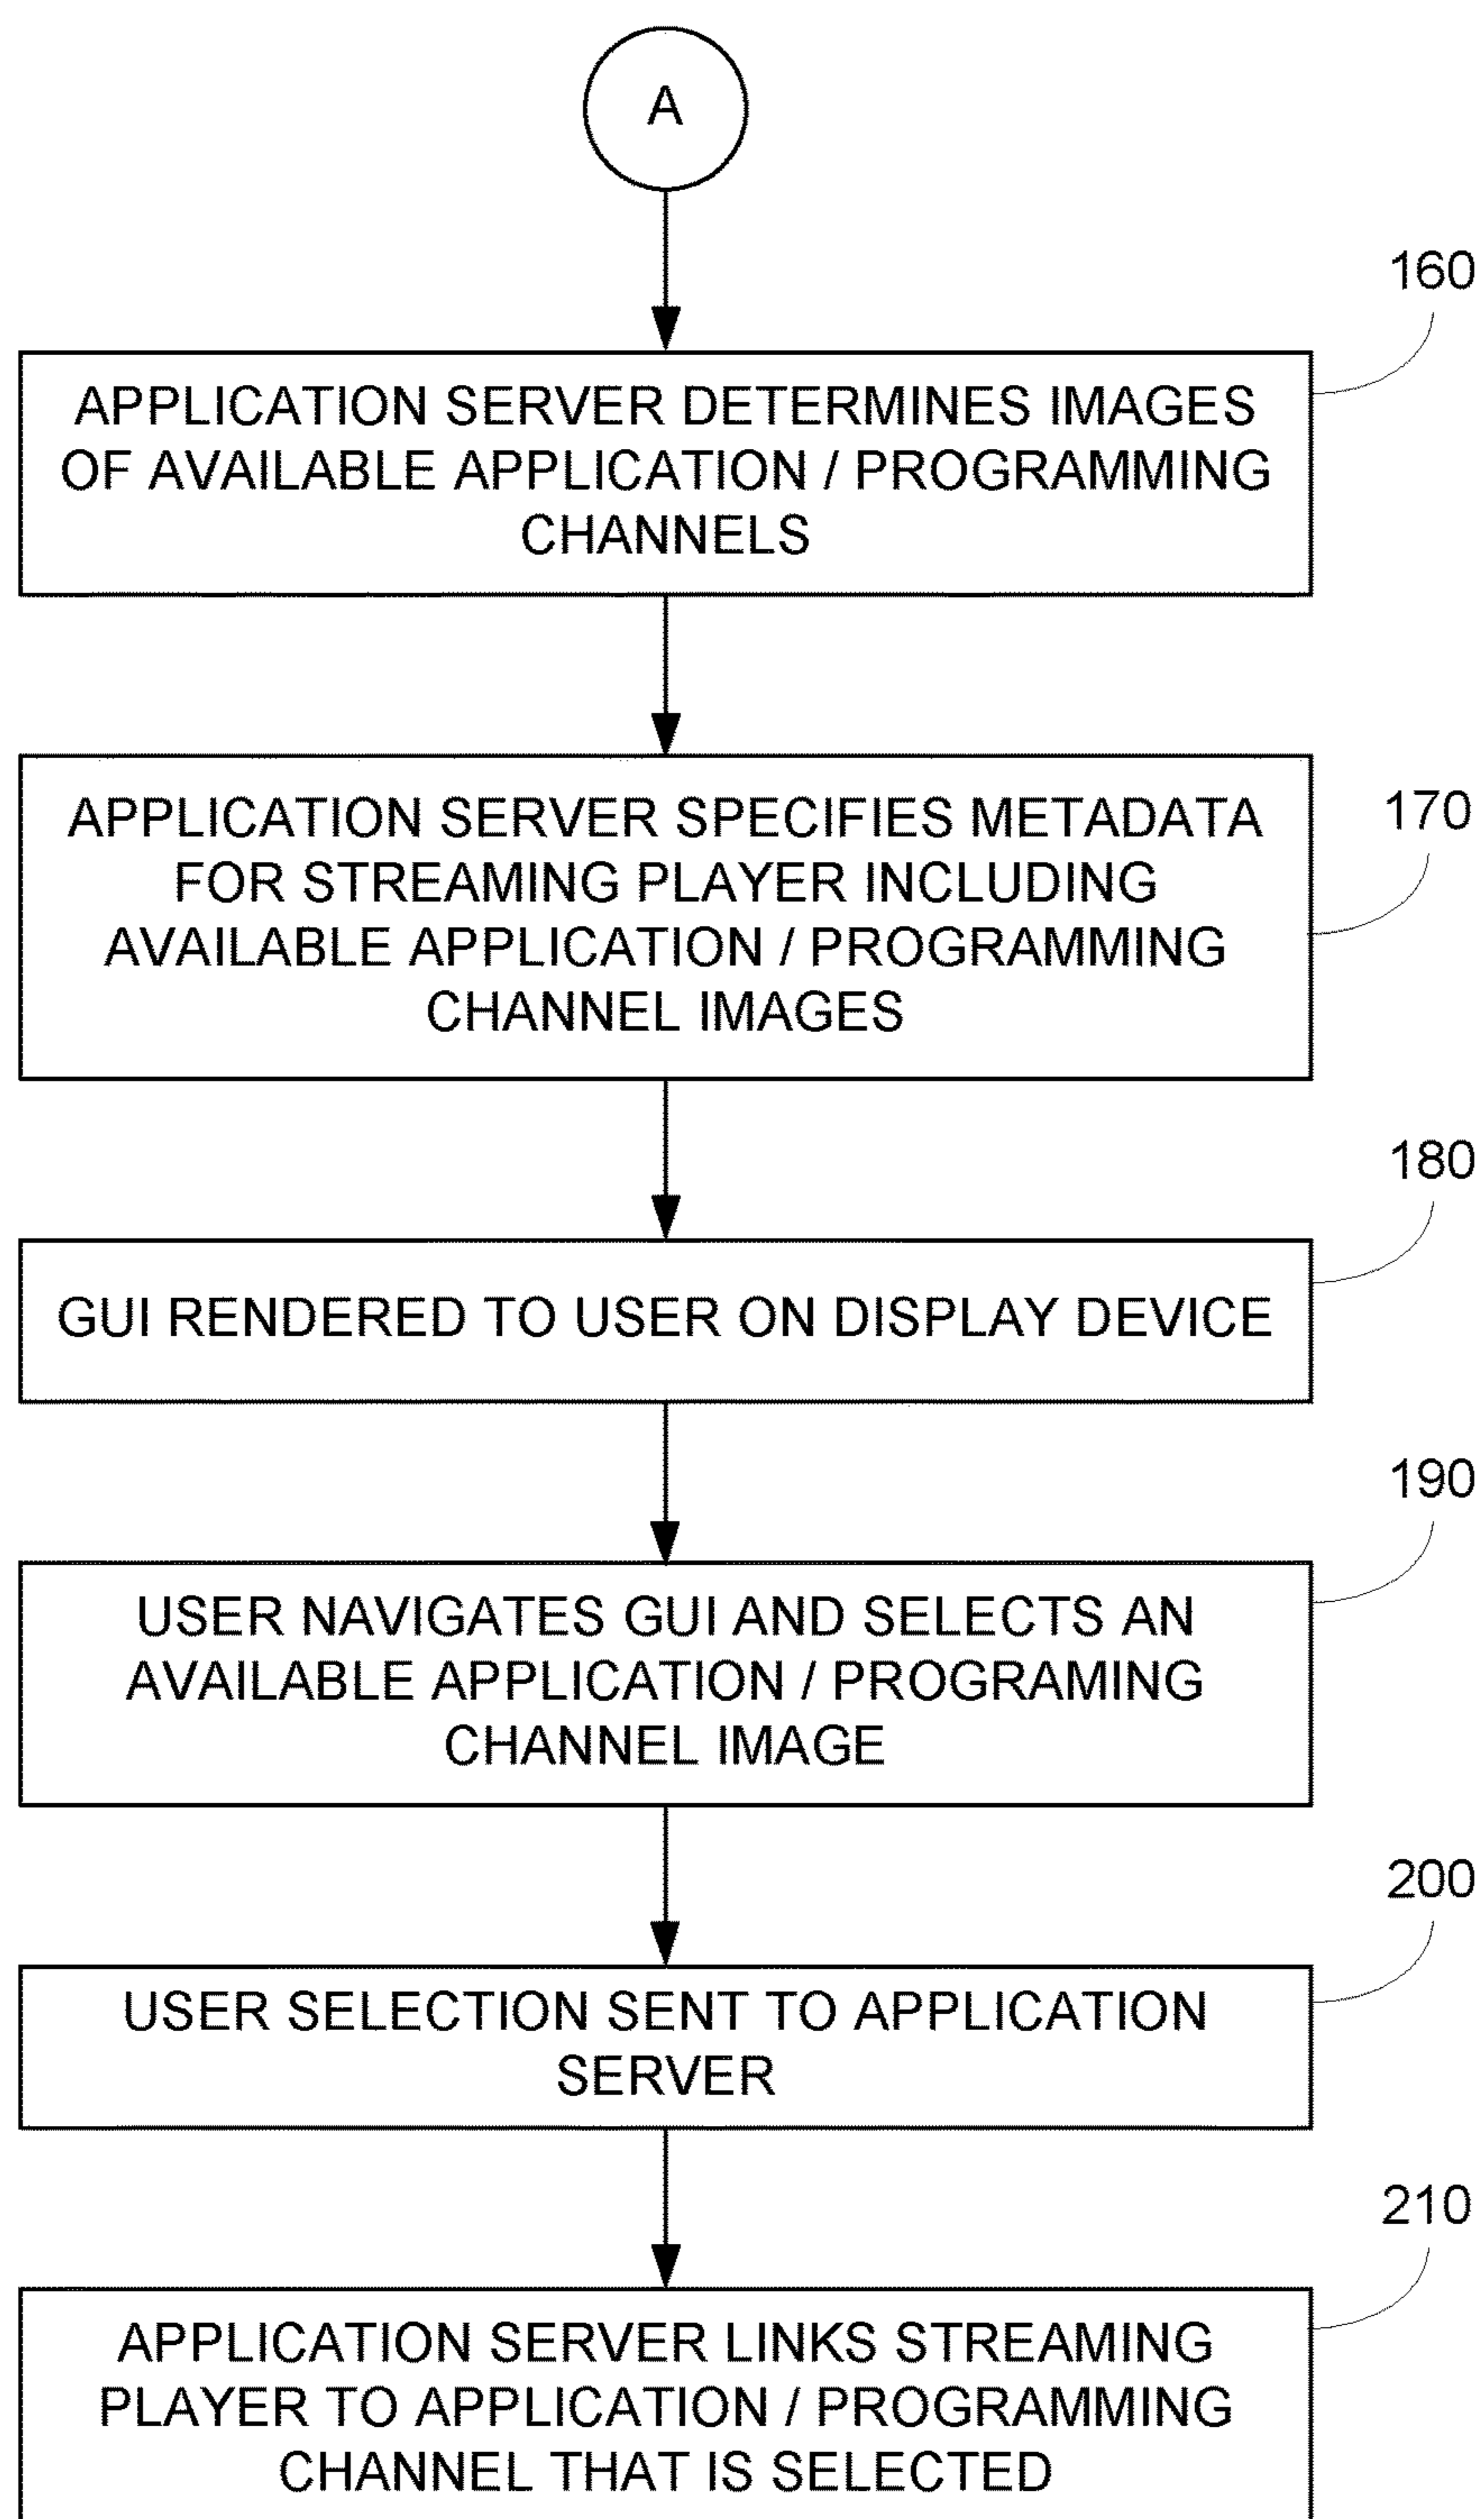 A
160
APPLICATION SERVER DETERMINES IMAGES
OF AVAILABLE APPLICATION / PROGRAMMING
CHANNELS
170
APPLICATION SERVER SPECIFIES METADATA
FOR STREAMING PLAYER INCLUDING
AVAILABLE APPLICATION / PROGRAMMING
CHANNEL IMAGES
180
GUI RENDERED TO USER ON DISPLAY DEVICE
190
USER NAVIGATES GUI AND SELECTS AN
AVAILABLE APPLICATION / PROGRAMING
CHANNEL IMAGE
200
USER SELECTION SENT TO APPLICATION
SERVER
210
APPLICATION SERVER LINKS STREAMING
PLAYER TO APPLICATION / PROGRAMMING
CHANNEL THAT IS SELECTED